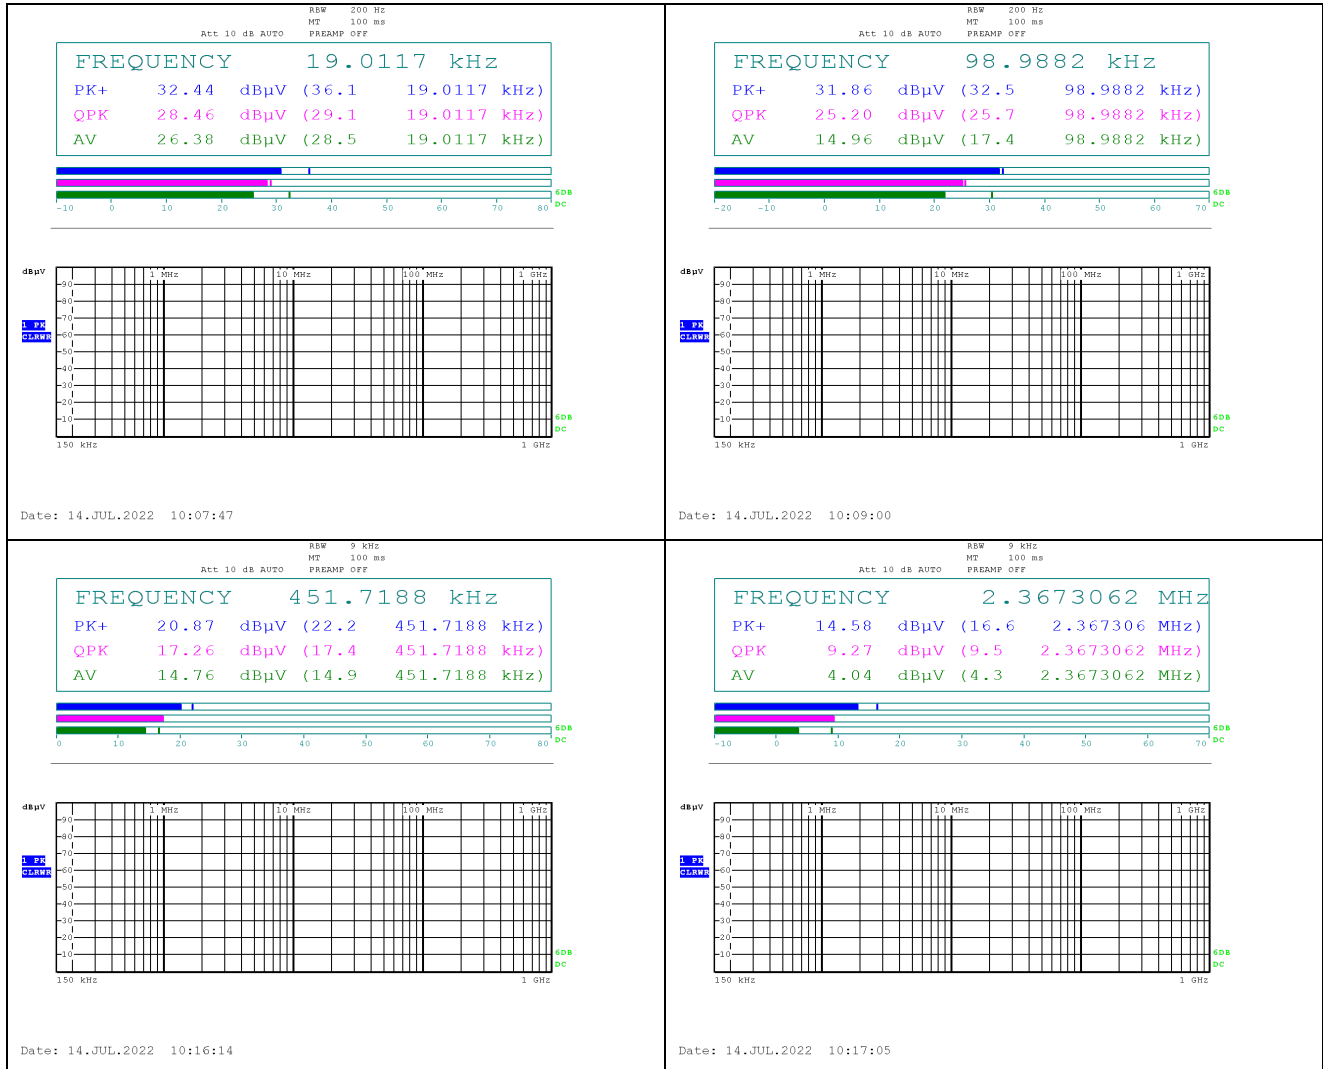 RBW 200 Hz
MT 100 ms
Att 10 dB AUTO PREAMP OFF
FREQUENCY 19.0117 kHz
PK+ 32.44 dBµV (36.1 19.0117 kHz)
QPK 28.46 dBµV (29.1 19.0117 kHz)
AV 26.38 dBµV (28.5 19.0117 kHz)
6DB
DC
-10 0 10 20 30 40 50 60 70 80
dBµV
1 MHz 10 MHz 100 MHz 1 GHz
90
80
70
1 PK
60
CLRWR
50
40
30
20
10
6DB
DC
150 kHz 1 GHz
Date: 14.JUL.2022 10:07:47
RBW 200 Hz
MT 100 ms
Att 10 dB AUTO PREAMP OFF
FREQUENCY 98.9882 kHz
PK+ 31.86 dBµV (32.5 98.9882 kHz)
QPK 25.20 dBµV (25.7 98.9882 kHz)
AV 14.96 dBµV (17.4 98.9882 kHz)
6DB
DC
-20 -10 0 10 20 30 40 50 60 70
dBµV
1 MHz 10 MHz 100 MHz 1 GHz
90
80
70
1 PK
60
CLRWR
50
40
30
20
10
6DB
DC
150 kHz 1 GHz
Date: 14.JUL.2022 10:09:00
RBW 9 kHz
MT 100 ms
Att 10 dB AUTO PREAMP OFF
FREQUENCY 451.7188 kHz
PK+ 20.87 dBµV (22.2 451.7188 kHz)
QPK 17.26 dBµV (17.4 451.7188 kHz)
AV 14.76 dBµV (14.9 451.7188 kHz)
6DB
DC
0 10 20 30 40 50 60 70 80
dBµV
1 MHz 10 MHz 100 MHz 1 GHz
90
80
70
1 PK
60
CLRWR
50
40
30
20
10
6DB
DC
150 kHz 1 GHz
Date: 14.JUL.2022 10:16:14
RBW 9 kHz
MT 100 ms
Att 10 dB AUTO PREAMP OFF
FREQUENCY 2.3673062 MHz
PK+ 14.58 dBµV (16.6 2.367306 MHz)
QPK 9.27 dBµV (9.5 2.3673062 MHz)
AV 4.04 dBµV (4.3 2.3673062 MHz)
6DB
DC
-10 0 10 20 30 40 50 60 70
dBµV
1 MHz 10 MHz 100 MHz 1 GHz
90
80
70
1 PK
60
CLRWR
50
40
30
20
10
6DB
DC
150 kHz 1 GHz
Date: 14.JUL.2022 10:17:05